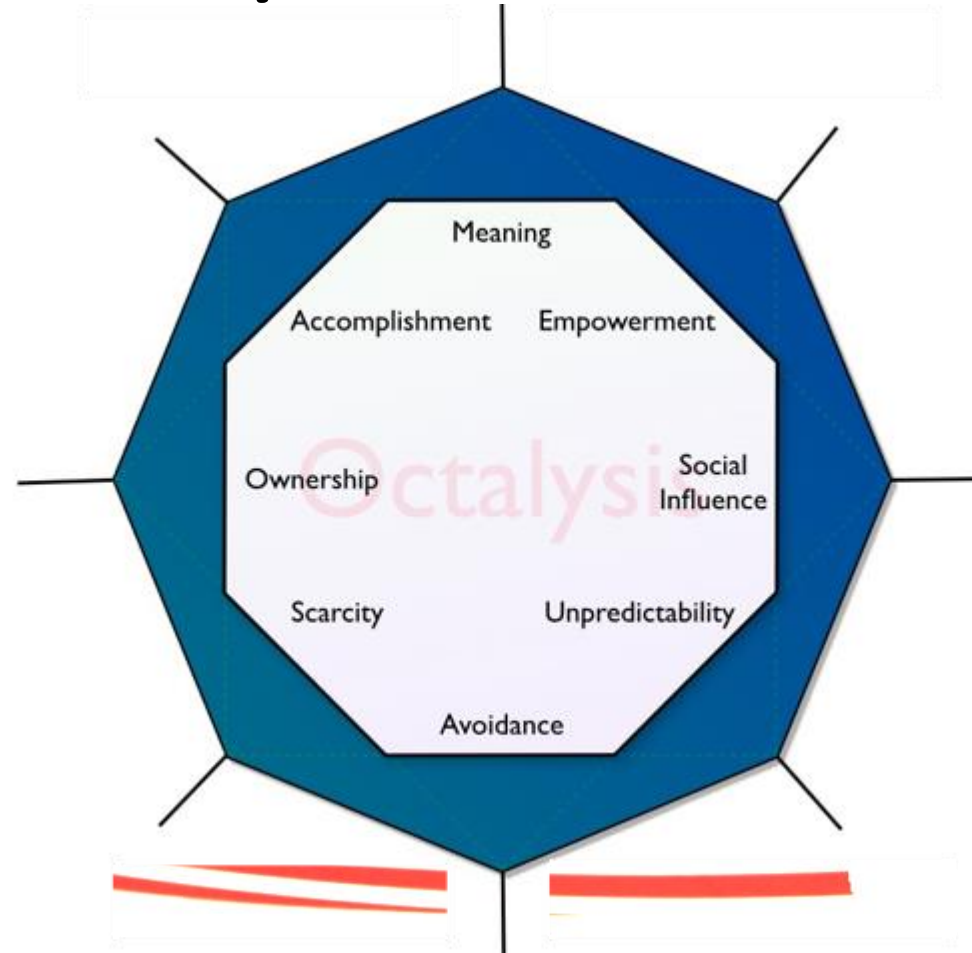 Meaning
Accomplishment Empowerment
Octalysis
Ownership
Social
Influence
Scarcity Unpredictability
Avoidance